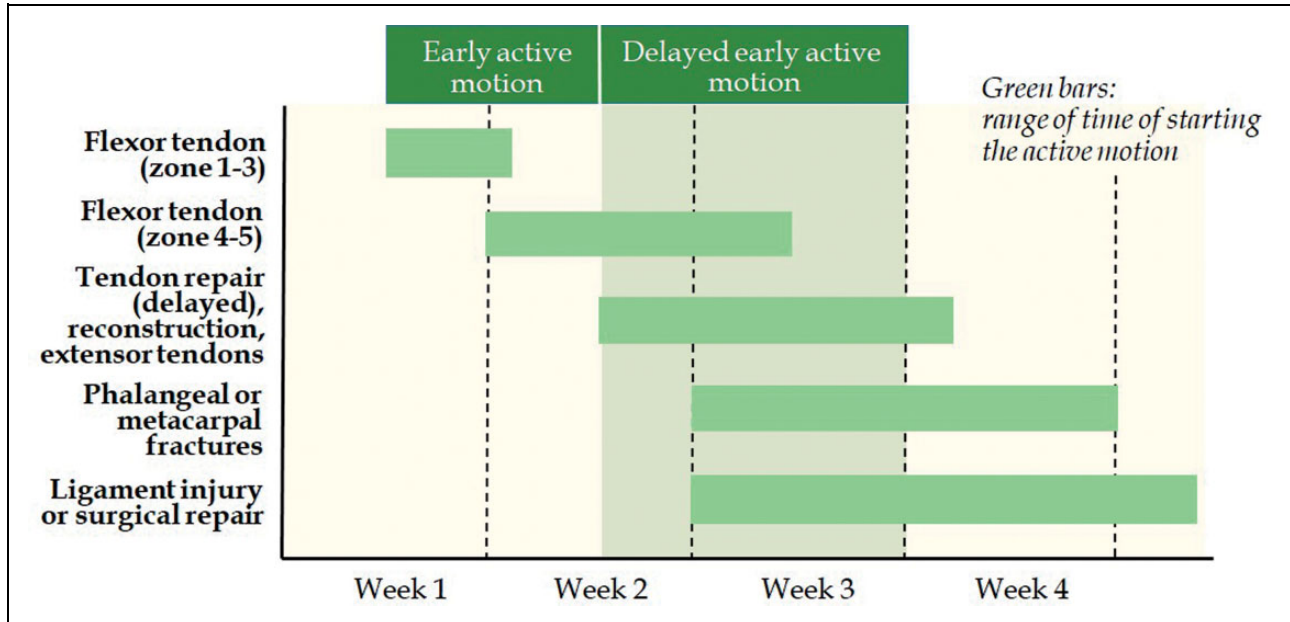 Early active
motion
Delayed early active
motion
Green bars:
range of time of starting
the active motion
Flexor tendon
(zone 1-3)
Flexor tendon
(zone 4-5)
Tendon repair
(delayed),
reconstruction,
extensor tendons
Phalangeal or
metacarpal
fractures
Ligament injury
or surgical repair
Week 1
Week 2
Week 3
Week 4